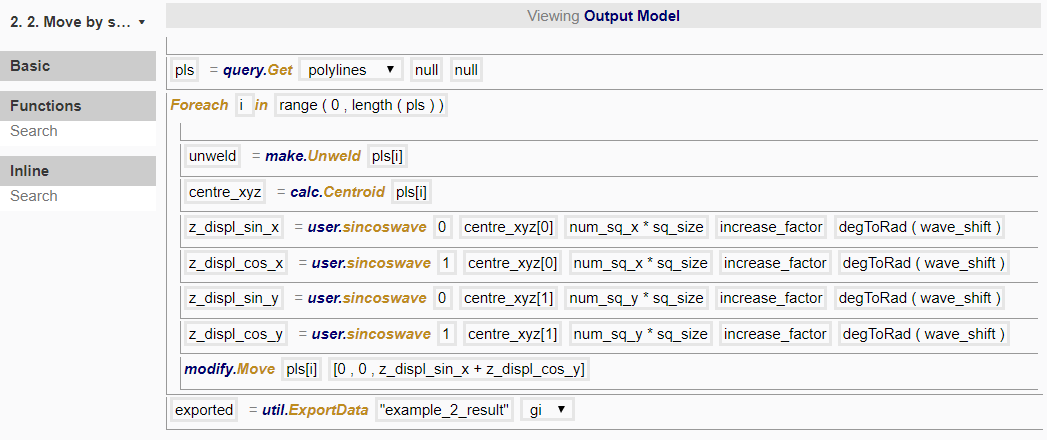 2. 2. Move by s...
Viewing Output Model
Basic
Functions
Search
Inline
Search
pls = query.Get polylines null null
Foreach i in range ( 0 , length ( pls ) )
unweld = make.Unweld pls[i]
centre_xyz = calc.Centroid pls[i]
z_displ_sin_x = user.sincoswave 0 centre_xyz[0] num_sq_x * sq_size increase_factor degToRad ( wave_shift )
z_displ_cos_x = user.sincoswave 1 centre_xyz[0] num_sq_x * sq_size increase_factor degToRad ( wave_shift )
z_displ_sin_y = user.sincoswave 0 centre_xyz[1] num_sq_y * sq_size increase_factor degToRad ( wave_shift )
z_displ_cos_y = user.sincoswave 1 centre_xyz[1] num_sq_y * sq_size increase_factor degToRad ( wave_shift )
modify.Move pls[i] [0 , 0 , z_displ_sin_x + z_displ_cos_y]
exported = util.ExportData "example_2_result" gi